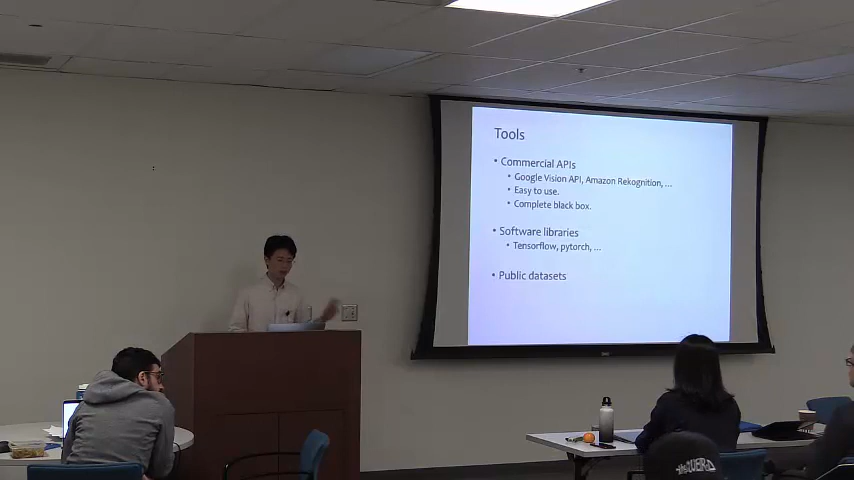 Tools
• Commercial APIs
• Google Vision API, Amazon Rekognition, ...
• Easy to use.
• Complete black box.
• Software libraries
• Tensorflow, pytorch, ...
• Public datasets
WEIRD